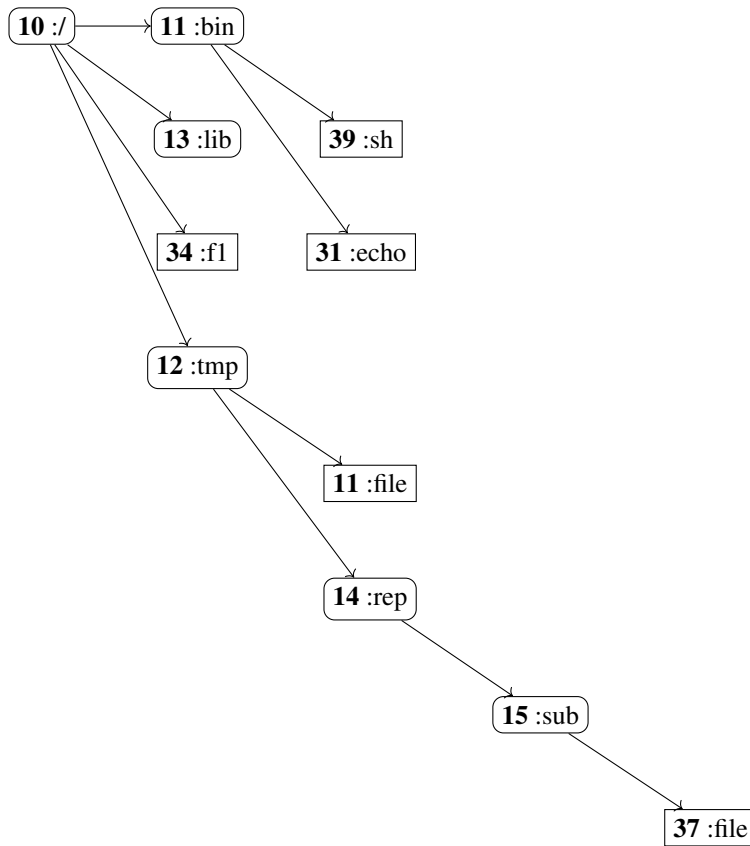 10 :/
11 :bin
13 :lib
39 :sh
34 :f1
31 :echo
12 :tmp
11 :file
14 :rep
15 :sub
37 :file